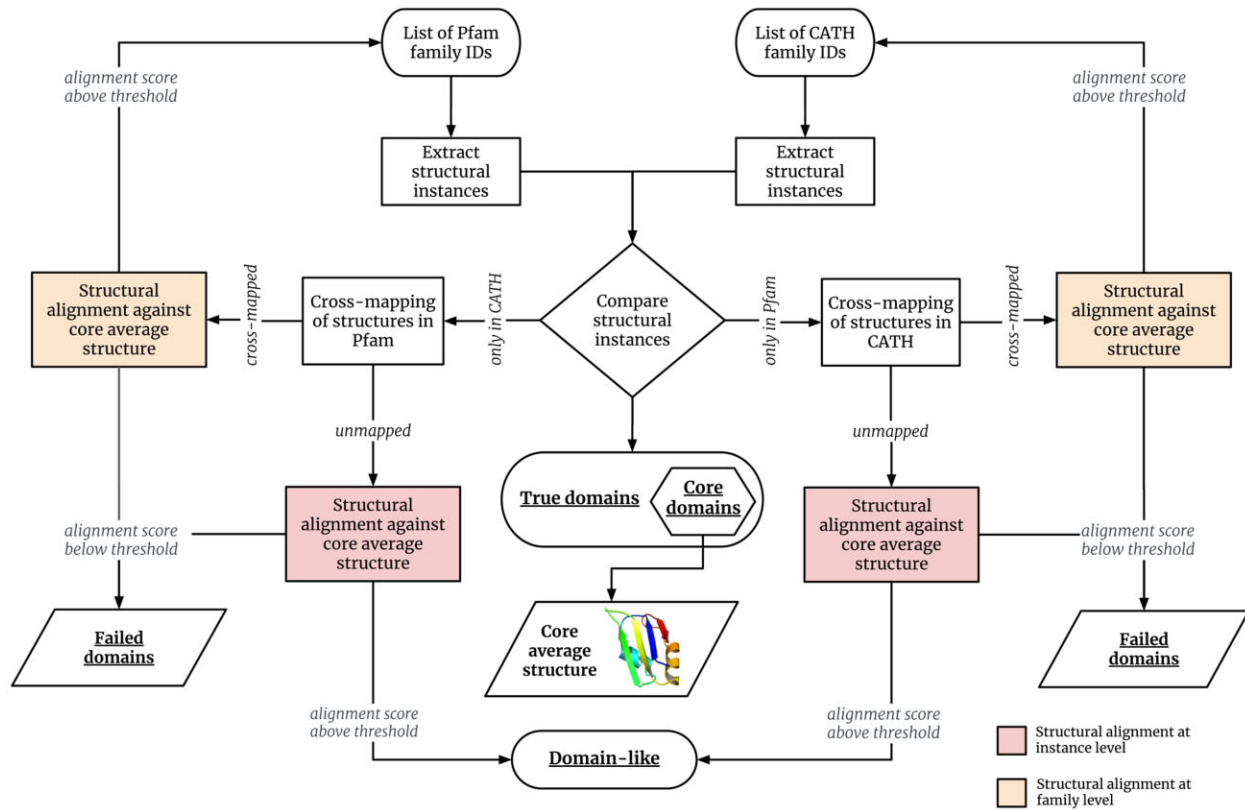 List of Pfam
family IDs
List of CATH
family IDs
alignment score
above threshold
alignment score
above threshold
Extract
structural
instances
Extract
structural
instances
Structural
alignment against
core average
structure
cross-mapped
Cross-mapping
of structures in
Pfam
only in CATH
Compare
structural
instances
only in Pfam
Cross-mapping
of structures in
CATH
cross-mapped
Structural
alignment against
core average
structure
unmapped
unmapped
Structural
alignment against
core average
structure
True domains
Core
domains
Structural
alignment against
core average
structure
alignment score
below threshold
alignment score
below threshold
Failed
domains
Core
average
structure
Failed
domains
alignment score
above threshold
alignment score
above threshold
Domain-like
Structural alignment at
instance level
Structural alignment at
family level